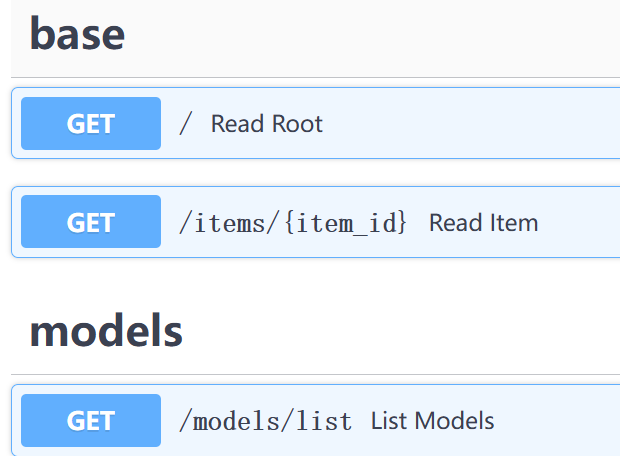 base
GET / Read Root
GET /items/{item_id} Read Item
models
GET /models/list List Models